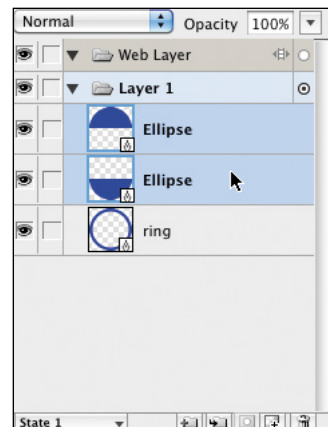 Normal Opacity 100%
Web Layer
Layer 1
Ellipse
Ellipse
ring
State 1